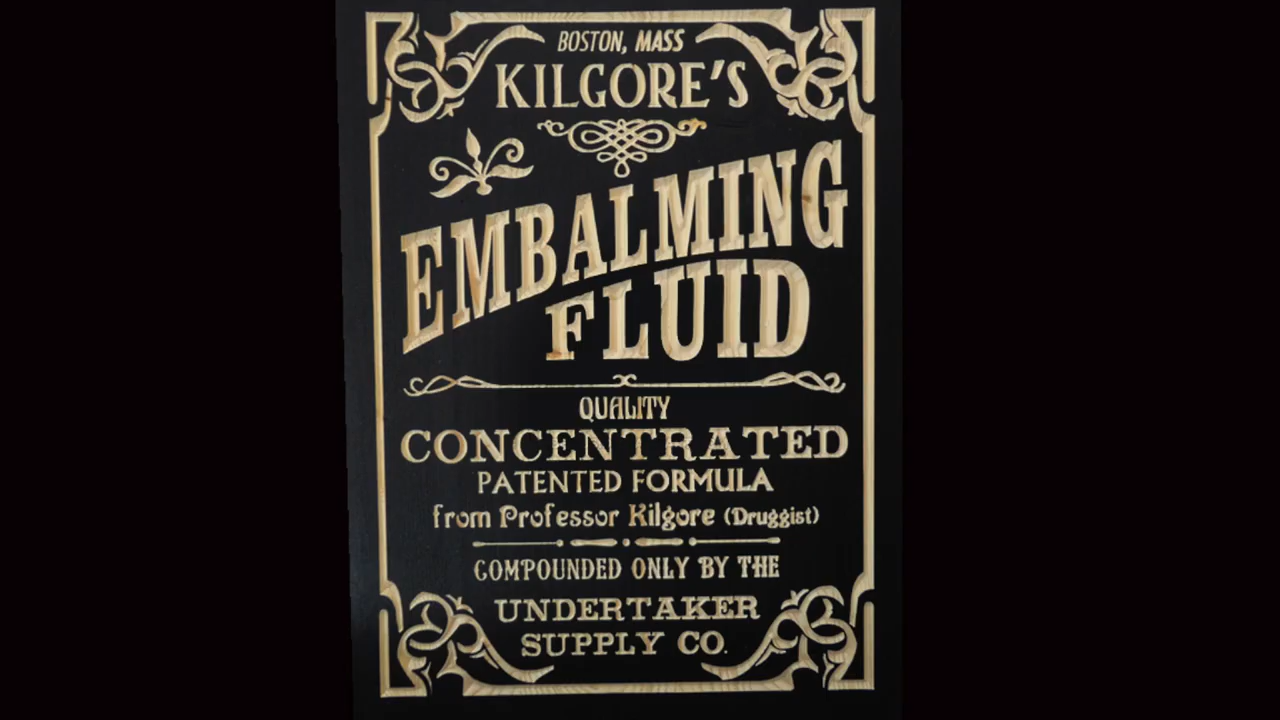 BOSTON, MASS
KILGORE'S
EMBALMING
FLUID
QUALITY
CONCENTRATED
PATENTED FORMULA
from Professor Kilgore (Druggist)
COMPOUNDED ONLY BY THE
UNDERTAKER
SUPPLY CO.